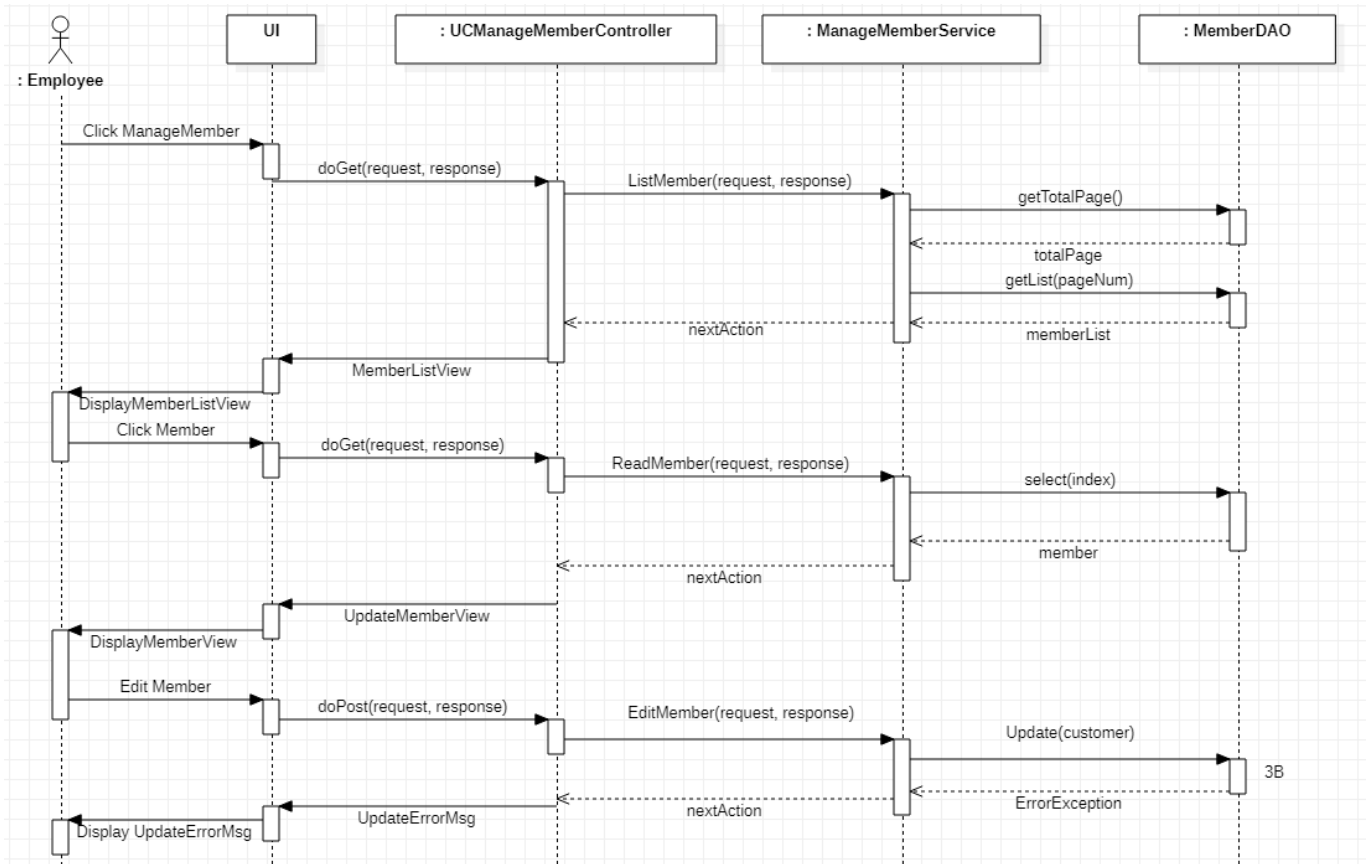 UI
: UCManageMemberController
: ManageMemberService
: MemberDAO
: Employee
Click ManageMember
doGet(request, response)
ListMember(request, response)
getTotalPage()
totalPage
getList(pageNum)
nextAction
memberList
MemberListView
DisplayMemberListView
Click Member
doGet(request, response)
ReadMember(request, response)
select(index)
member
nextAction
UpdateMemberView
DisplayMemberView
Edit Member
doPost(request, response)
EditMember(request, response)
Update(customer)
3B
ErrorException
nextAction
UpdateErrorMsg
Display UpdateErrorMsg